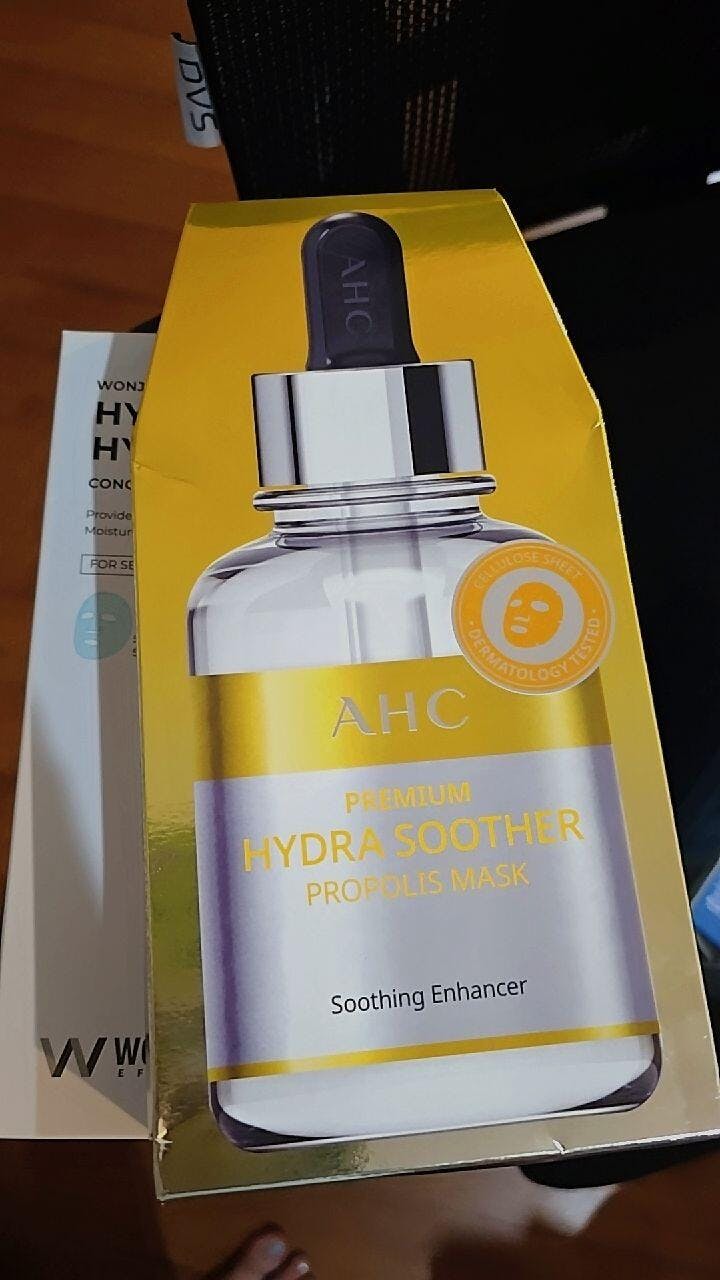 AHC
CELLULOSE SHEET
• DERMATOLOGY TESTED •
AHC
PREMIUM
HYDRA SOOTHER
PROPOLIS MASK
Soothing Enhancer
WONJ
HY
HY
CONC
Provide
Moistur
FOR SE
W WO
E F